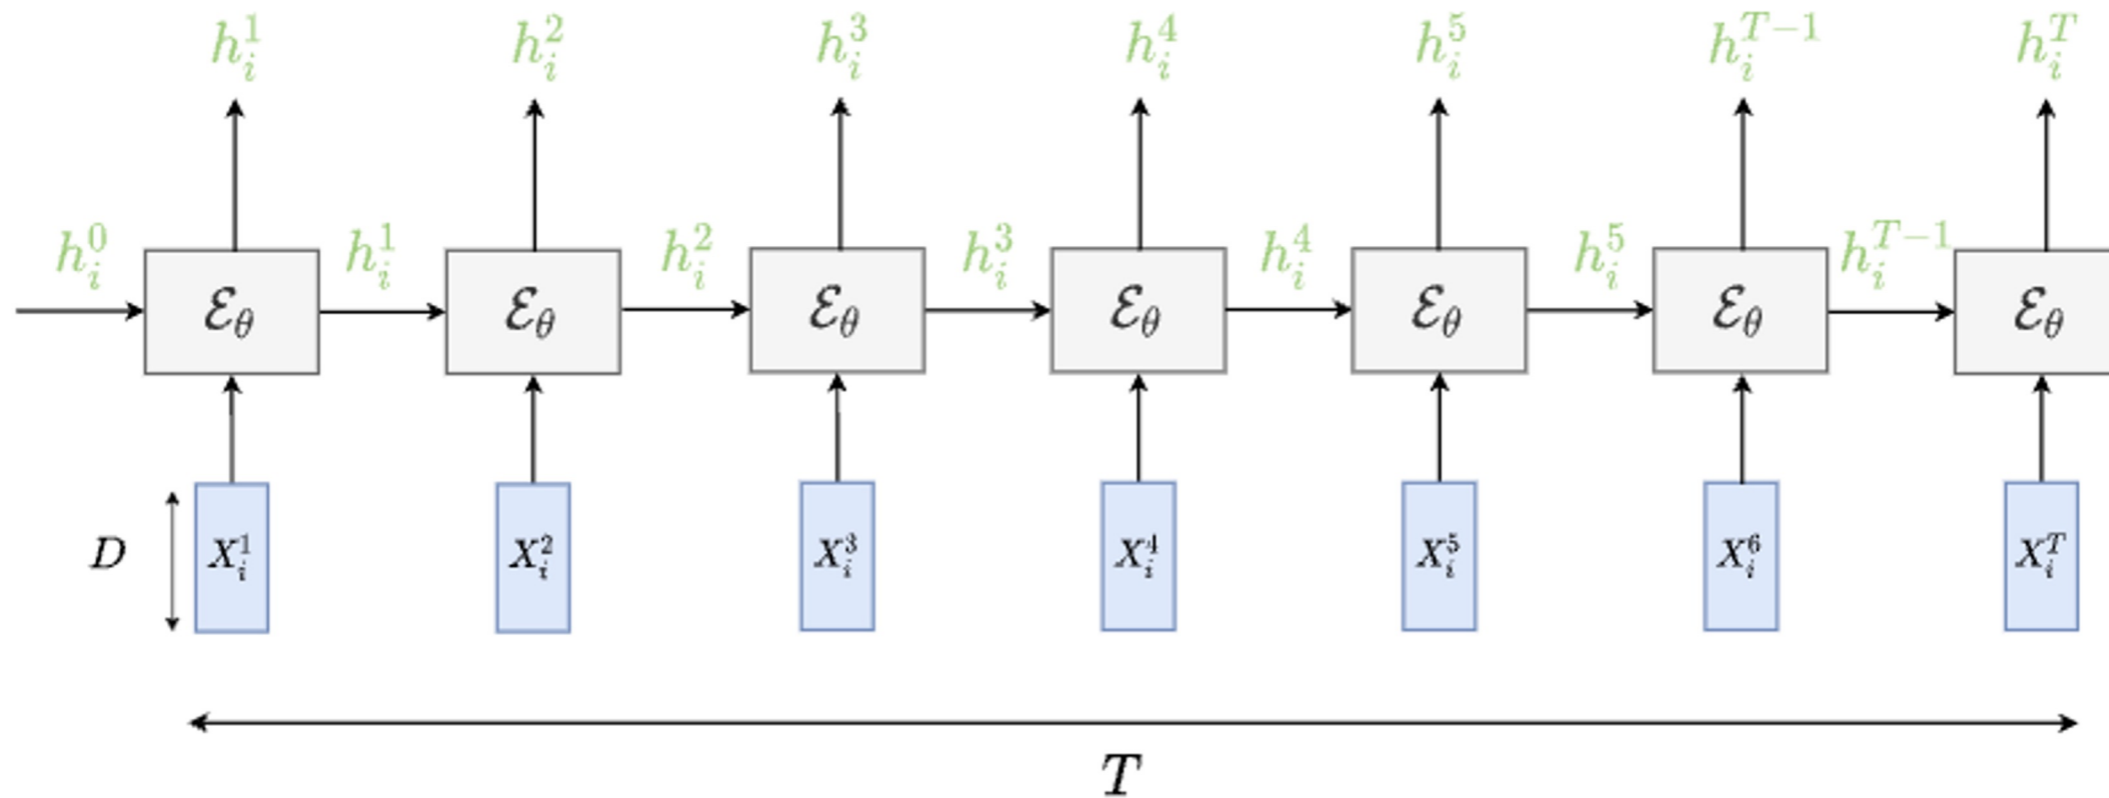 h_i^1 h_i^2 h_i^3 h_i^4 h_i^5 h_i^{T-1} h_i^T
h_i^0 h_i^1 h_i^2 h_i^3 h_i^4 h_i^5 h_i^{T-1}
ℰ_θ ℰ_θ ℰ_θ ℰ_θ ℰ_θ ℰ_θ ℰ_θ
D X_i^1 X_i^2 X_i^3 X_i^4 X_i^5 X_i^6 X_i^T
T